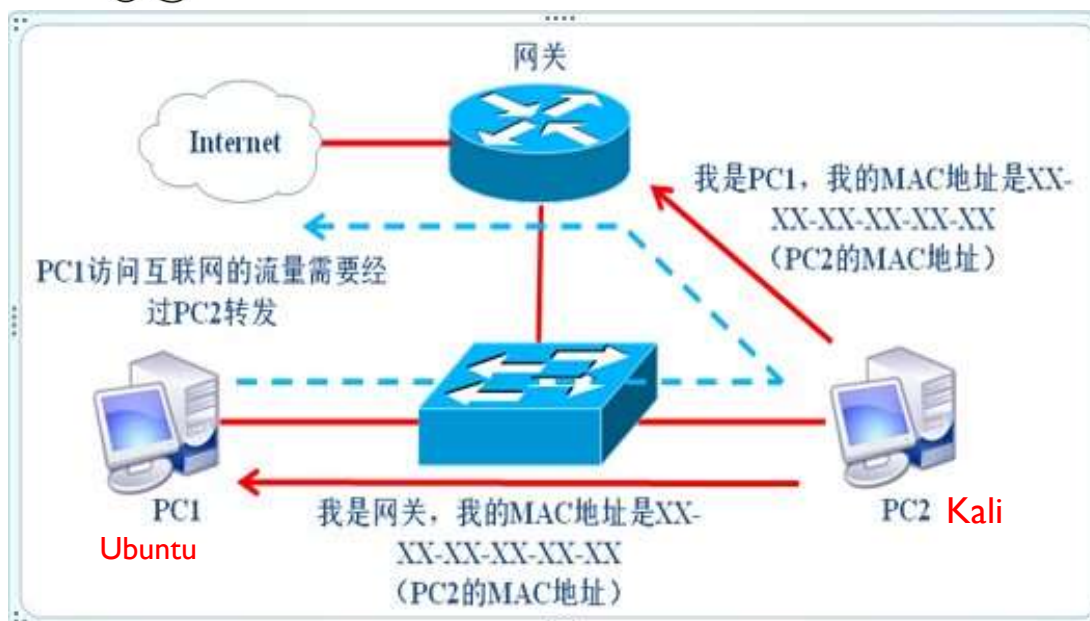 网关
Internet
我是PC1，我的MAC地址是XX-
XX-XX-XX-XX-XX
（PC2的MAC地址）
PC1访问互联网的流量需要经
过PC2转发
PC1
Ubuntu
我是网关，我的MAC地址是XX-
XX-XX-XX-XX-XX
（PC2的MAC地址）
PC2 Kali